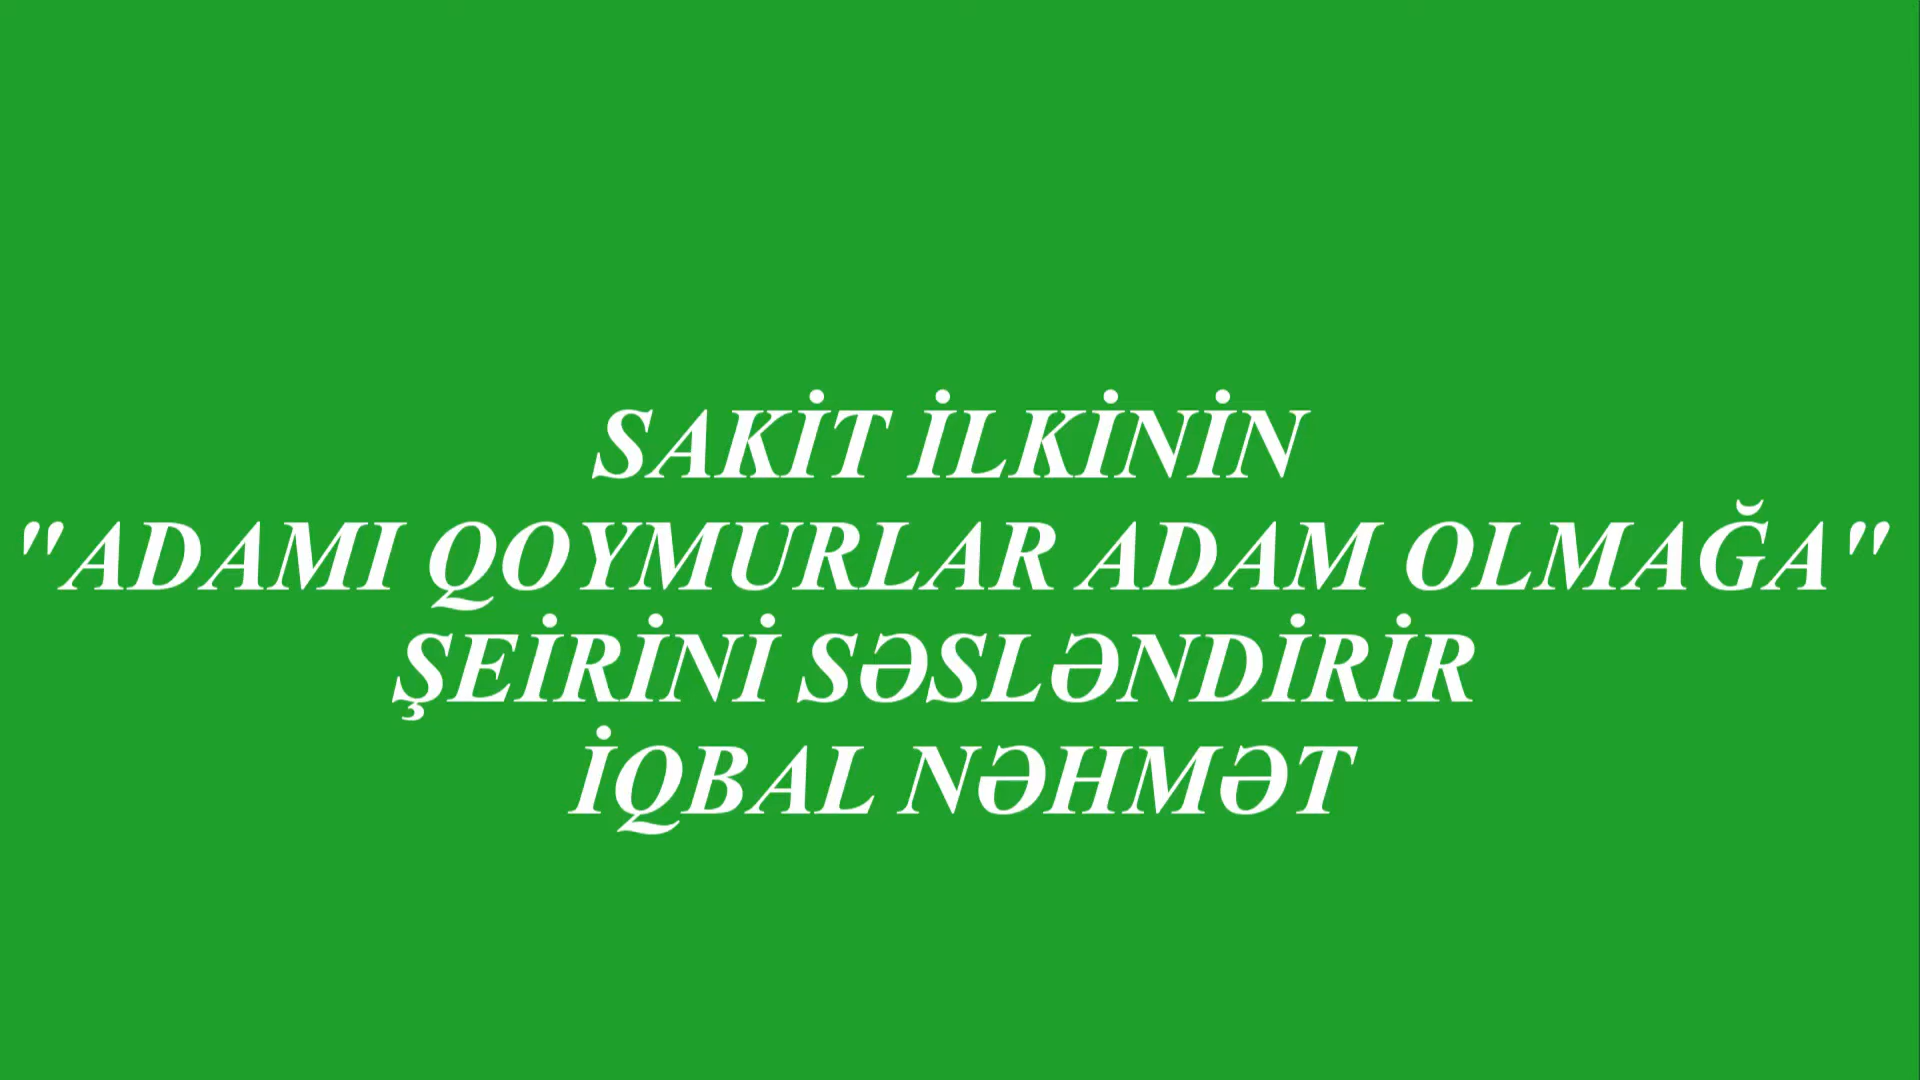 SAKİT İLKİNİN
"ADAMI QOYMURLAR ADAM OLMAĞA"
ŞEİRİNİ SƏSLƏNDİRİR
İQBAL NƏHMƏT